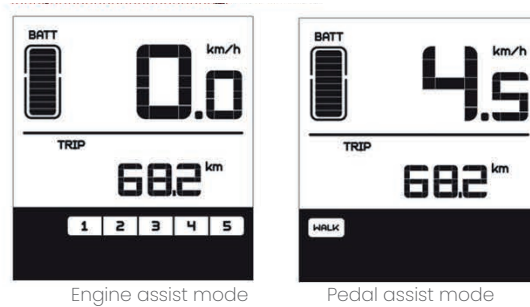 BATT
0.0 km/h
TRIP
68.2 km
1 2 3 4 5
Engine assist mode
BATT
4.5 km/h
TRIP
68.2 km
WALK
Pedal assist mode